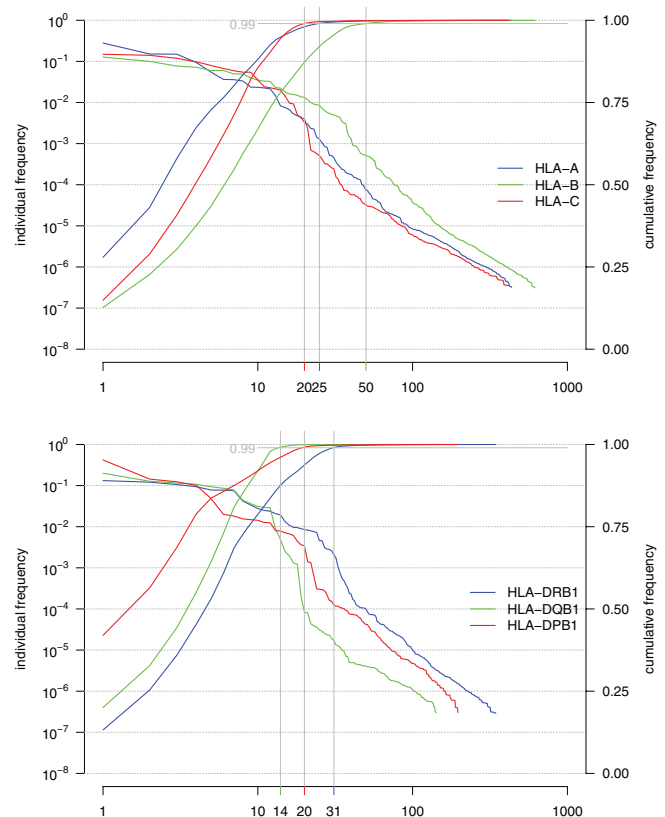 10^0
10^-1
10^-2
10^-3
10^-4
10^-5
10^-6
10^-7
10^-8
individual frequency
0.99
HLA-A
HLA-B
HLA-C
1.00
0.75
0.50
0.25
0.00
cumulative frequency
1 10 20 25 50 100 1000
10^0
10^-1
10^-2
10^-3
10^-4
10^-5
10^-6
10^-7
10^-8
individual frequency
0.99
HLA-DRB1
HLA-DQB1
HLA-DPB1
1.00
0.75
0.50
0.25
0.00
cumulative frequency
1 10 14 20 31 100 1000